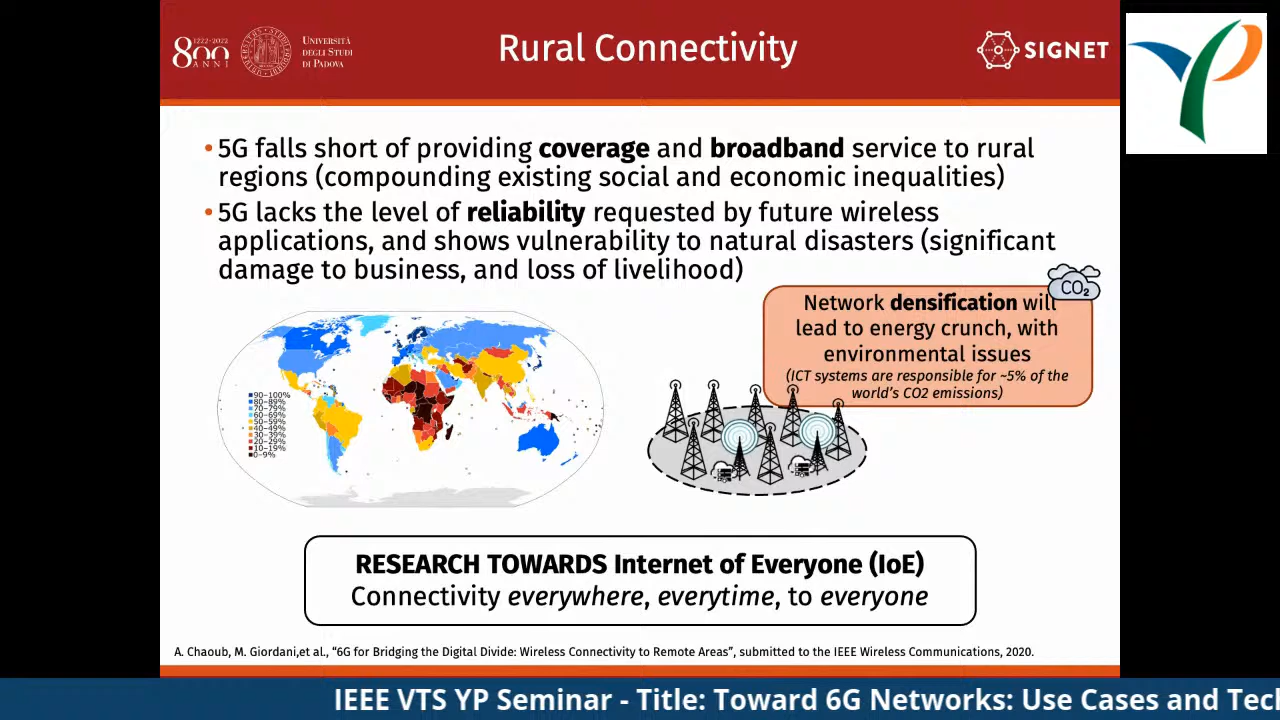 800
1222-2022
ANNI
UNIVERSITÀ
DEGLI STUDI
DI PADOVA
Rural Connectivity
SIGNET
• 5G falls short of providing coverage and broadband service to rural
regions (compounding existing social and economic inequalities)
• 5G lacks the level of reliability requested by future wireless
applications, and shows vulnerability to natural disasters (significant
damage to business, and loss of livelihood)
CO₂
Network densification will
lead to energy crunch, with
environmental issues
(ICT systems are responsible for ~5% of the
world's CO2 emissions)
90–100%
80–89%
70–79%
60–69%
50–59%
40–49%
30–39%
20–29%
10–19%
0–9%
RESEARCH TOWARDS Internet of Everyone (IoE)
Connectivity everywhere, everytime, to everyone
A. Chaoub, M. Giordani,et al., “6G for Bridging the Digital Divide: Wireless Connectivity to Remote Areas”, submitted to the IEEE Wireless Communications, 2020.
IEEE VTS YP Seminar - Title: Toward 6G Networks: Use Cases and Tec